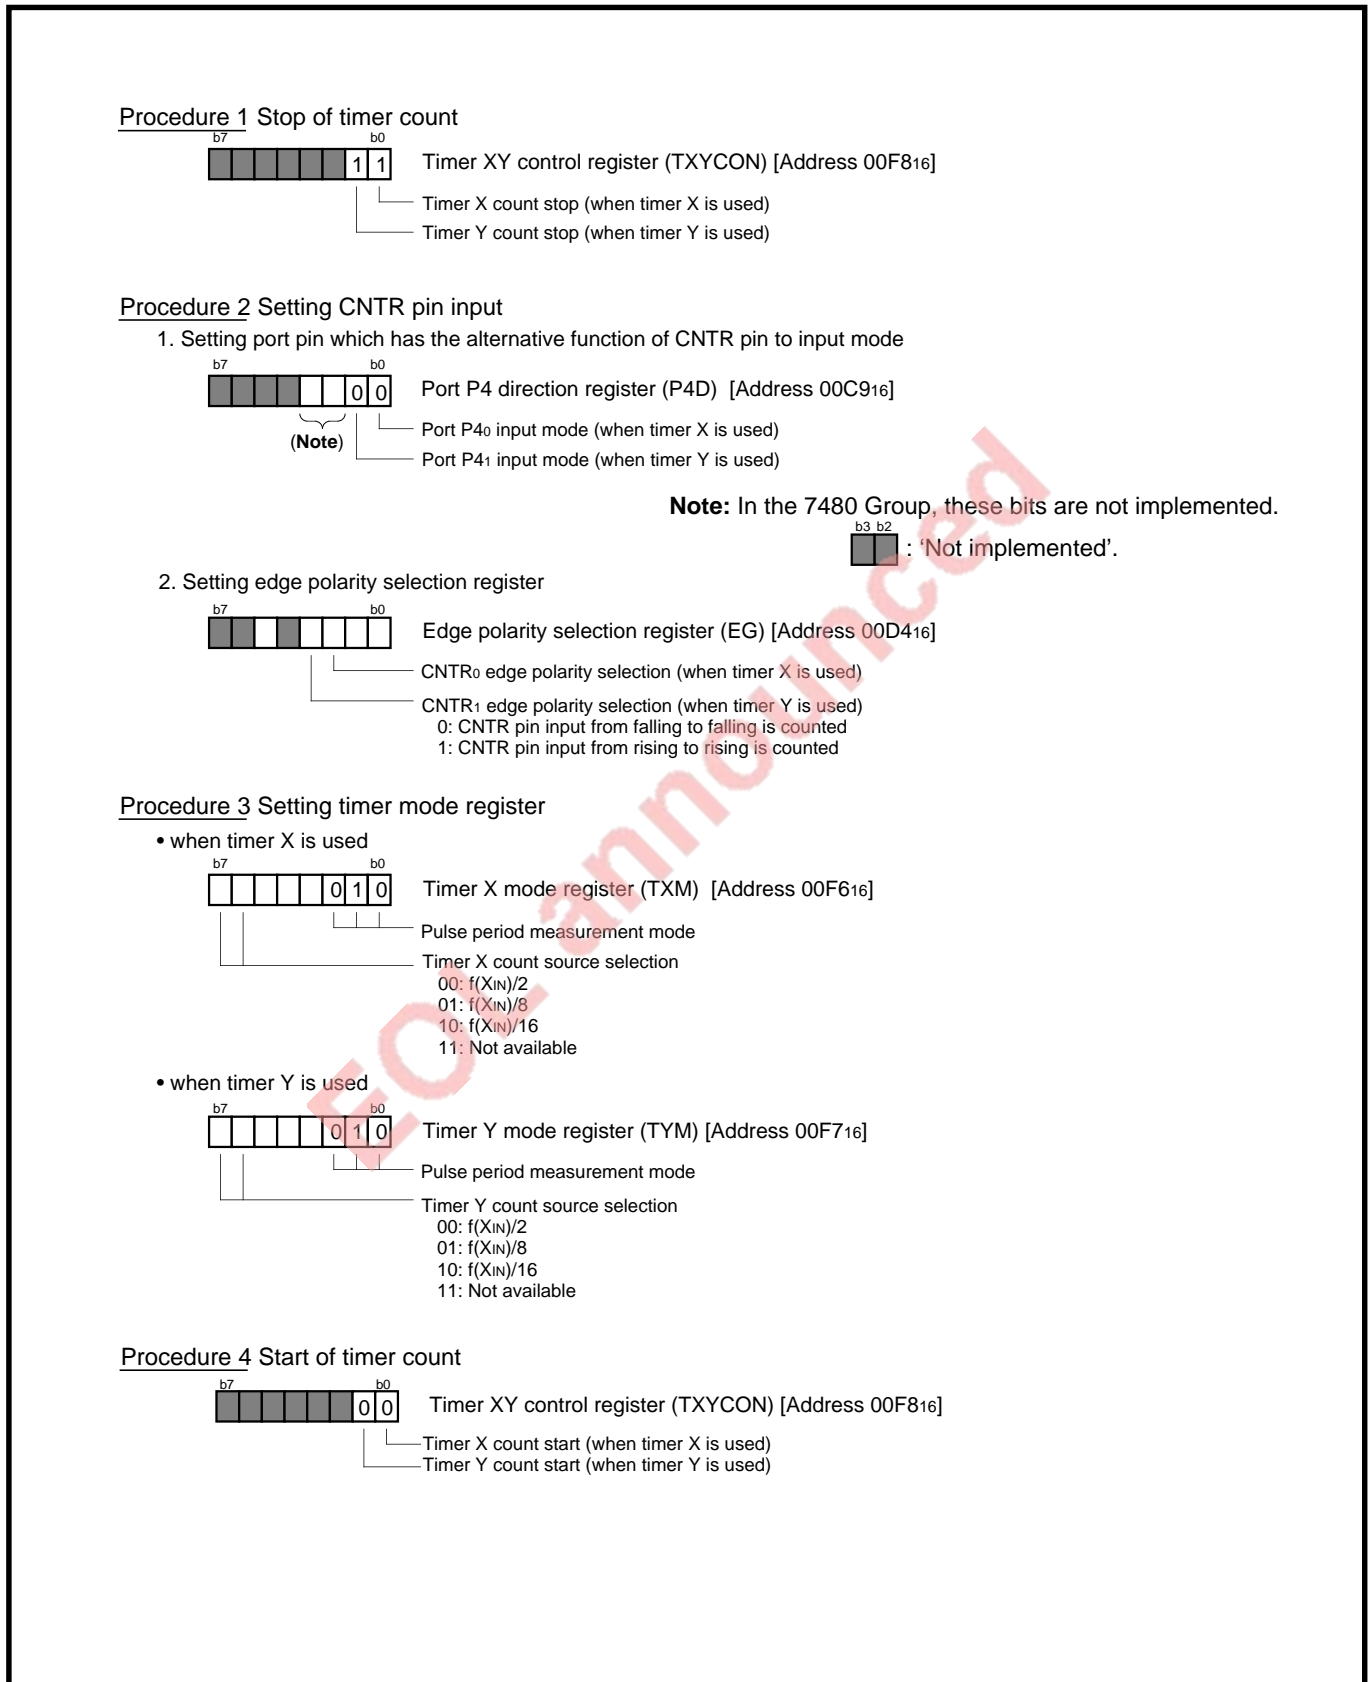 Procedure 1 Stop of timer count
b7 b0
1 1 Timer XY control register (TXYCON) [Address 00F816]
Timer X count stop (when timer X is used)
Timer Y count stop (when timer Y is used)
Procedure 2 Setting CNTR pin input
1. Setting port pin which has the alternative function of CNTR pin to input mode
b7 b0
0 0 Port P4 direction register (P4D) [Address 00C916]
(Note) Port P40 input mode (when timer X is used)
Port P41 input mode (when timer Y is used)
Note: In the 7480 Group, these bits are not implemented.
b3 b2
: ‘Not implemented’.
2. Setting edge polarity selection register
b7 b0
Edge polarity selection register (EG) [Address 00D416]
CNTR0 edge polarity selection (when timer X is used)
CNTR1 edge polarity selection (when timer Y is used)
0: CNTR pin input from falling to falling is counted
1: CNTR pin input from rising to rising is counted
Procedure 3 Setting timer mode register
• when timer X is used
b7 b0
0 1 0 Timer X mode register (TXM) [Address 00F616]
Pulse period measurement mode
Timer X count source selection
00: f(XIN)/2
01: f(XIN)/8
10: f(XIN)/16
11: Not available
• when timer Y is used
b7 b0
0 1 0 Timer Y mode register (TYM) [Address 00F716]
Pulse period measurement mode
Timer Y count source selection
00: f(XIN)/2
01: f(XIN)/8
10: f(XIN)/16
11: Not available
Procedure 4 Start of timer count
b7 b0
0 0 Timer XY control register (TXYCON) [Address 00F816]
Timer X count start (when timer X is used)
Timer Y count start (when timer Y is used)
EOL announced